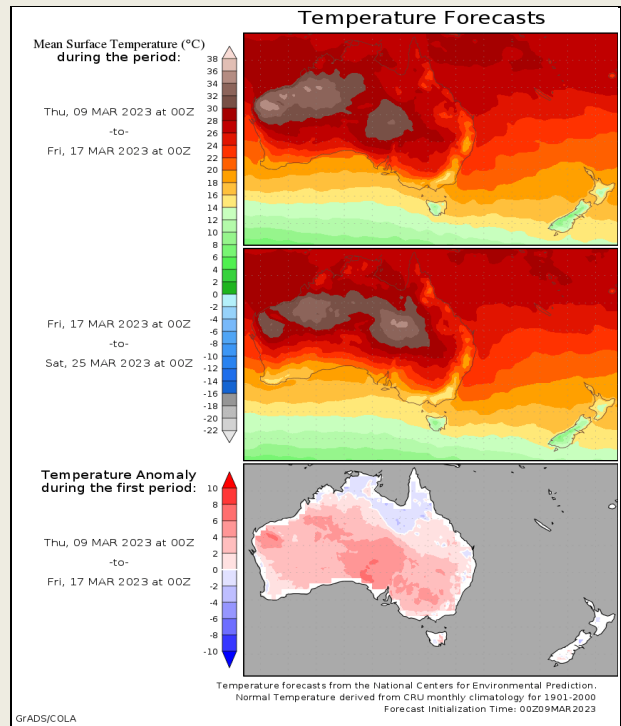 Temperature Forecasts
Mean Surface Temperature (°C)
during the period:
Thu, 09 MAR 2023 at 00Z
-to-
Fri, 17 MAR 2023 at 00Z
38
36
34
32
30
28
26
24
22
20
18
16
14
12
10
8
6
4
2
0
-2
-4
-6
-8
-10
-12
-14
-16
-18
-20
-22
Fri, 17 MAR 2023 at 00Z
-to-
Sat, 25 MAR 2023 at 00Z
Temperature Anomaly
during the first period:
Thu, 09 MAR 2023 at 00Z
-to-
Fri, 17 MAR 2023 at 00Z
10
8
6
4
2
0
-2
-4
-6
-8
-10
Temperature forecasts from the National Centers for Environmental Prediction.
Normal Temperature derived from CRU monthly climatology for 1901-2000
Forecast Initialization Time: 00Z09MAR2023
GrADS/COLA